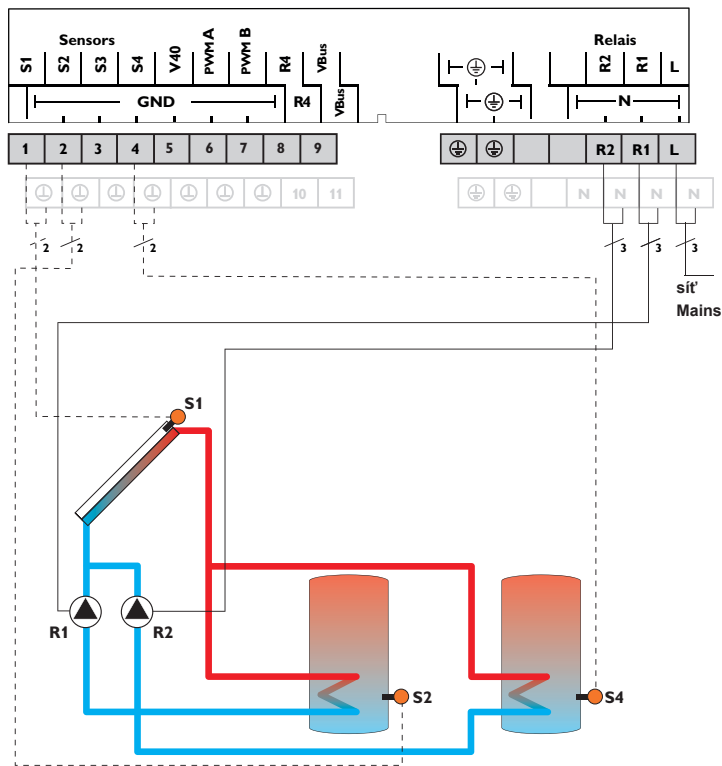 Sensors
Relais
S1 S2 S3 S4 V40 PWM A PWM B R4 VBus
R2 R1 L
GND
R4
VBus
N
1 2 3 4 5 6 7 8 9
R2 R1 L
10 11
N N N
2 2 2
3 3 3
síť
Mains
S1
R1
R2
S2
S4